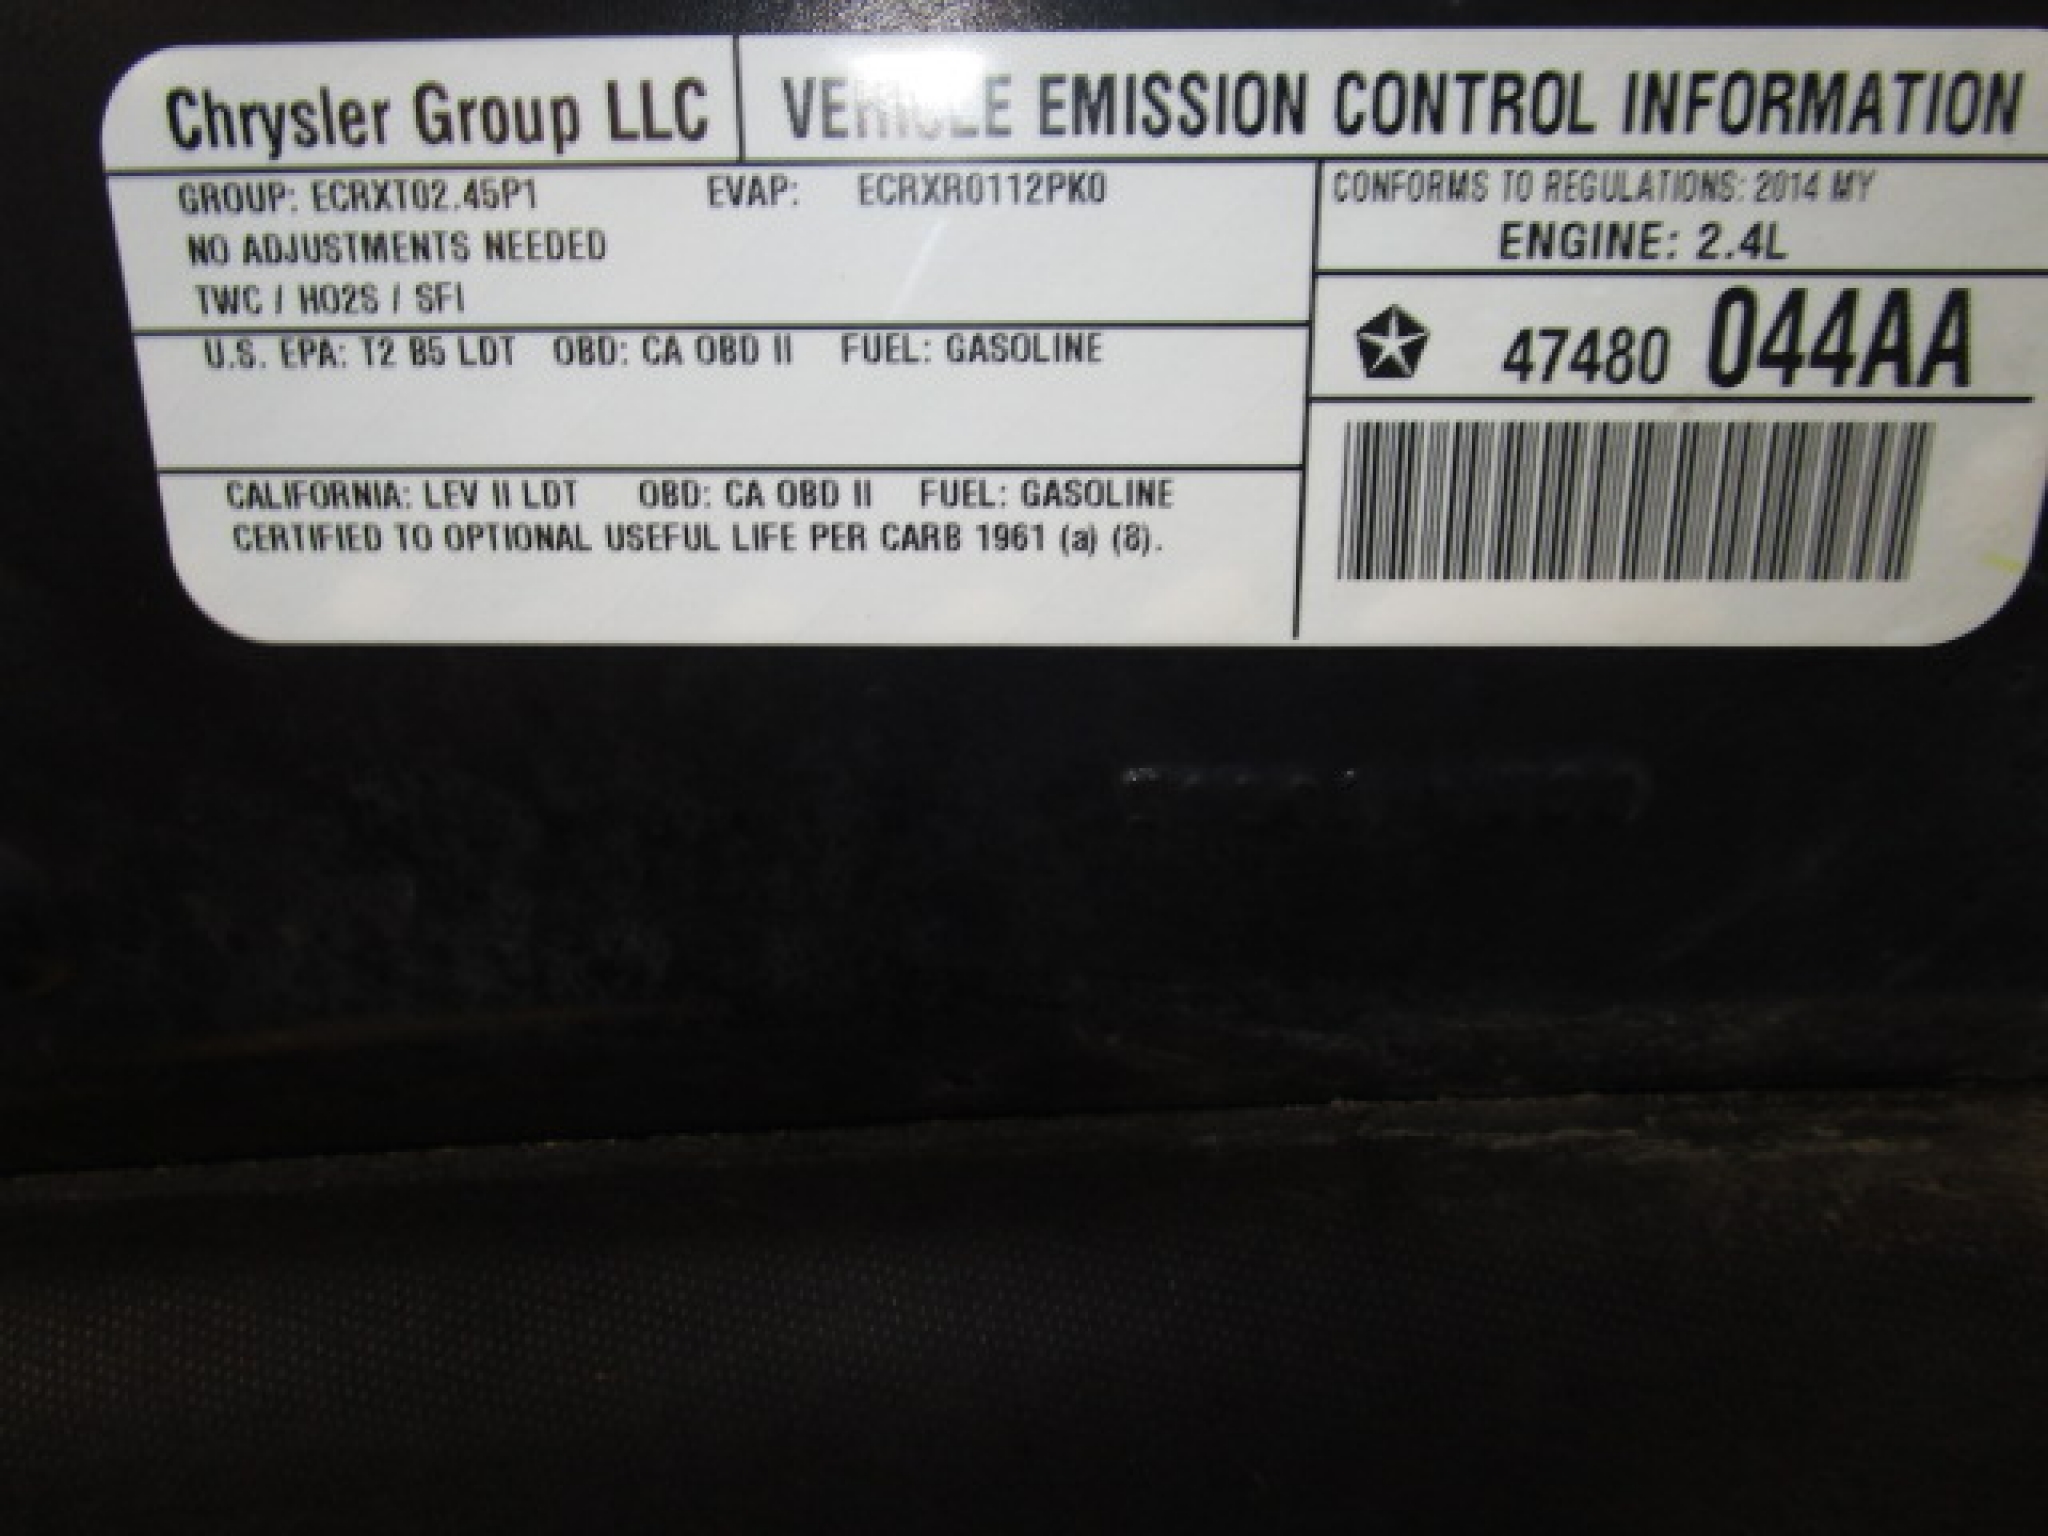 Chrysler Group LLC
VEHICLE EMISSION CONTROL INFORMATION
GROUP: ECRXT02.45P1 EVAP: ECRXR0112PK0
NO ADJUSTMENTS NEEDED
TWC / HO2S / SFI
U.S. EPA: T2 B5 LDT OBD: CA OBD II FUEL: GASOLINE
CALIFORNIA: LEV II LDT OBD: CA OBD II FUEL: GASOLINE
CERTIFIED TO OPTIONAL USEFUL LIFE PER CARB 1961 (a) (8).
CONFORMS TO REGULATIONS: 2014 MY
ENGINE: 2.4L
47480 044AA